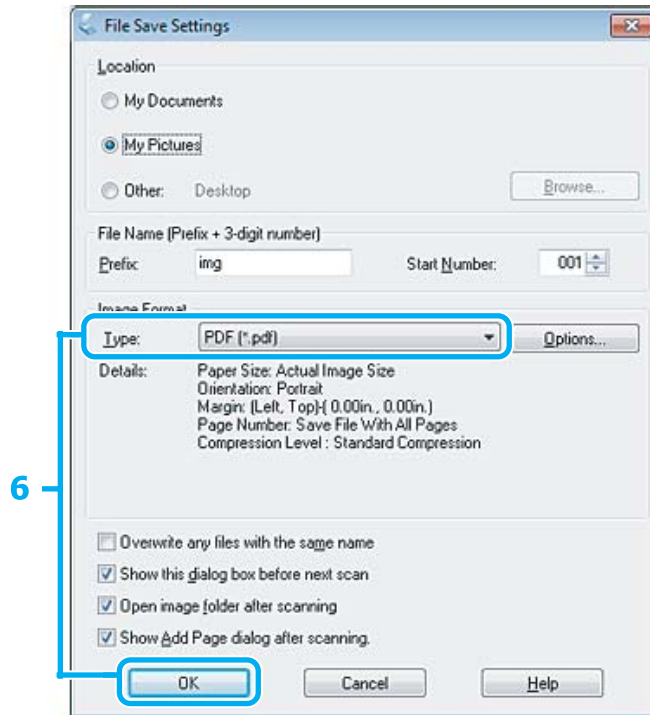 File Save Settings
Location
My Documents
My Pictures
Other: Desktop Browse...
File Name (Prefix + 3-digit number)
Prefix: img Start Number: 001
Image Format
Type: PDF (*.pdf) Options...
Details: Paper Size: Actual Image Size
Orientation: Portrait
Margin: (Left, Top)-( 0.00in., 0.00in.)
Page Number: Save File With All Pages
Compression Level : Standard Compression
6
Overwrite any files with the same name
Show this dialog box before next scan
Open image folder after scanning
Show Add Page dialog after scanning.
OK Cancel Help